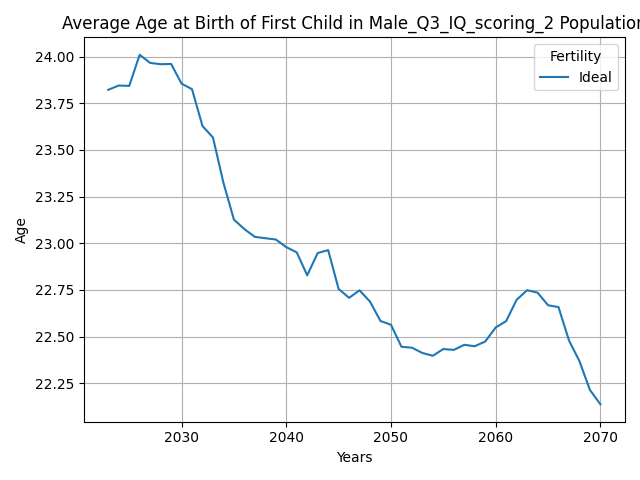 Average Age at Birth of First Child in Male_Q3_IQ_scoring_2 Population
Fertility
Ideal
24.00
23.75
23.50
23.25
23.00
22.75
22.50
22.25
Age
2030 2040 2050 2060 2070
Years